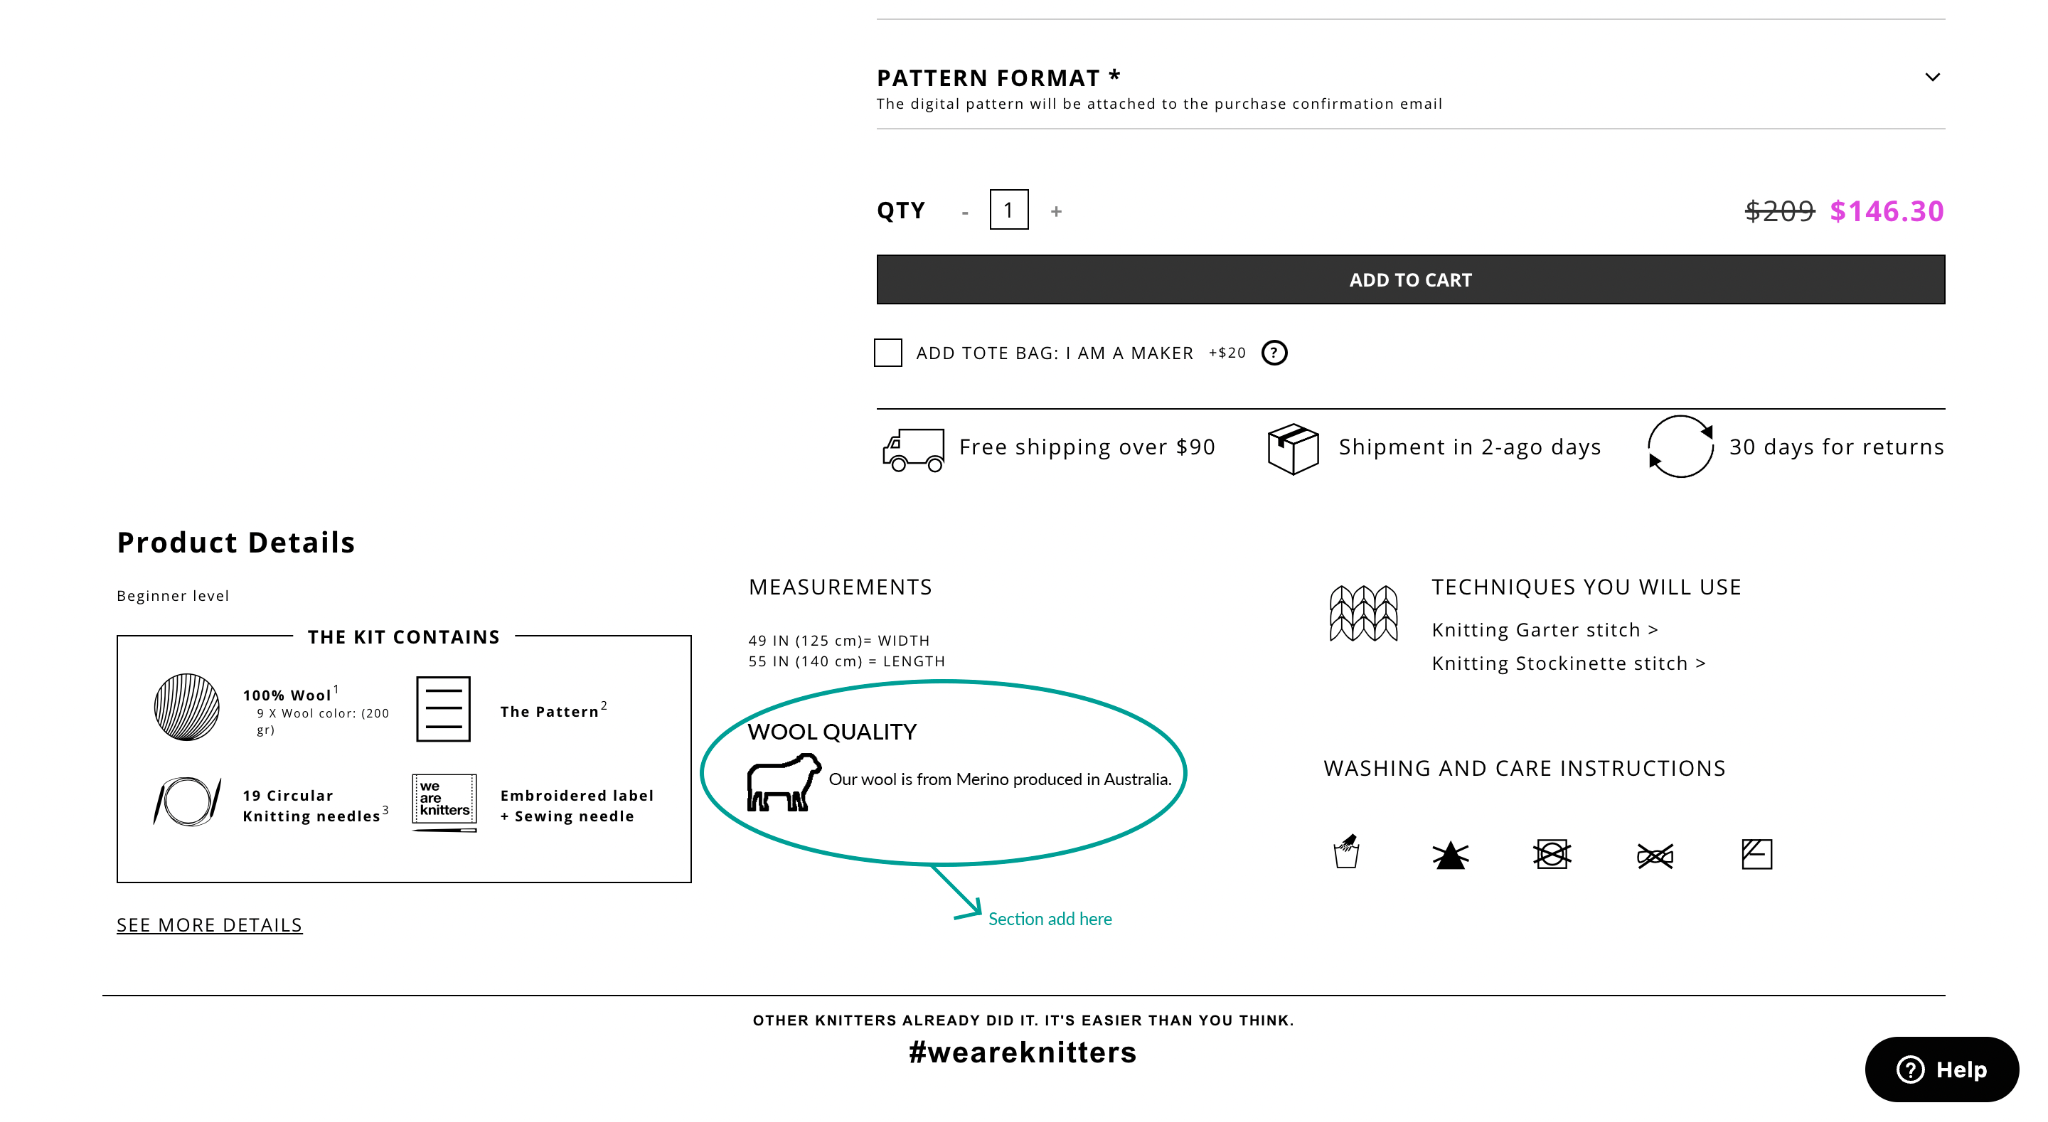 PATTERN FORMAT *
The digital pattern will be attached to the purchase confirmation email
QTY - 1 + $209 $146.30
ADD TO CART
ADD TOTE BAG: I AM A MAKER +$20 ?
Free shipping over $90
Shipment in 2-ago days
30 days for returns
Product Details
Beginner level
THE KIT CONTAINS
100% Wool1
9 X Wool color: (200
gr)
The Pattern2
19 Circular
Knitting needles3
we
are
knitters
Embroidered label
+ Sewing needle
SEE MORE DETAILS
MEASUREMENTS
49 IN (125 cm)= WIDTH
55 IN (140 cm) = LENGTH
WOOL QUALITY
Our wool is from Merino produced in Australia.
Section add here
TECHNIQUES YOU WILL USE
Knitting Garter stitch >
Knitting Stockinette stitch >
WASHING AND CARE INSTRUCTIONS
OTHER KNITTERS ALREADY DID IT. IT'S EASIER THAN YOU THINK.
#weareknitters
? Help